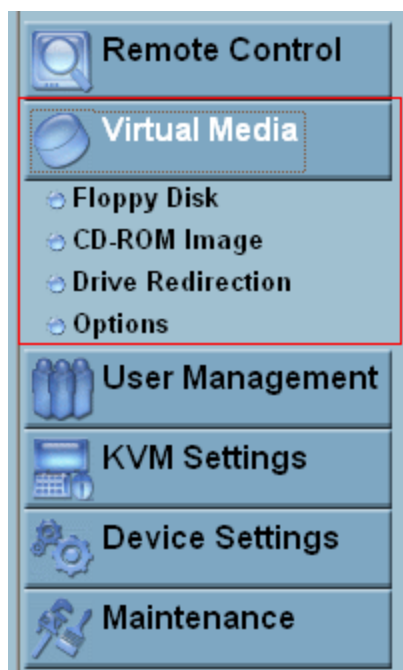 Remote Control
Virtual Media
Floppy Disk
CD-ROM Image
Drive Redirection
Options
User Management
KVM Settings
Device Settings
Maintenance